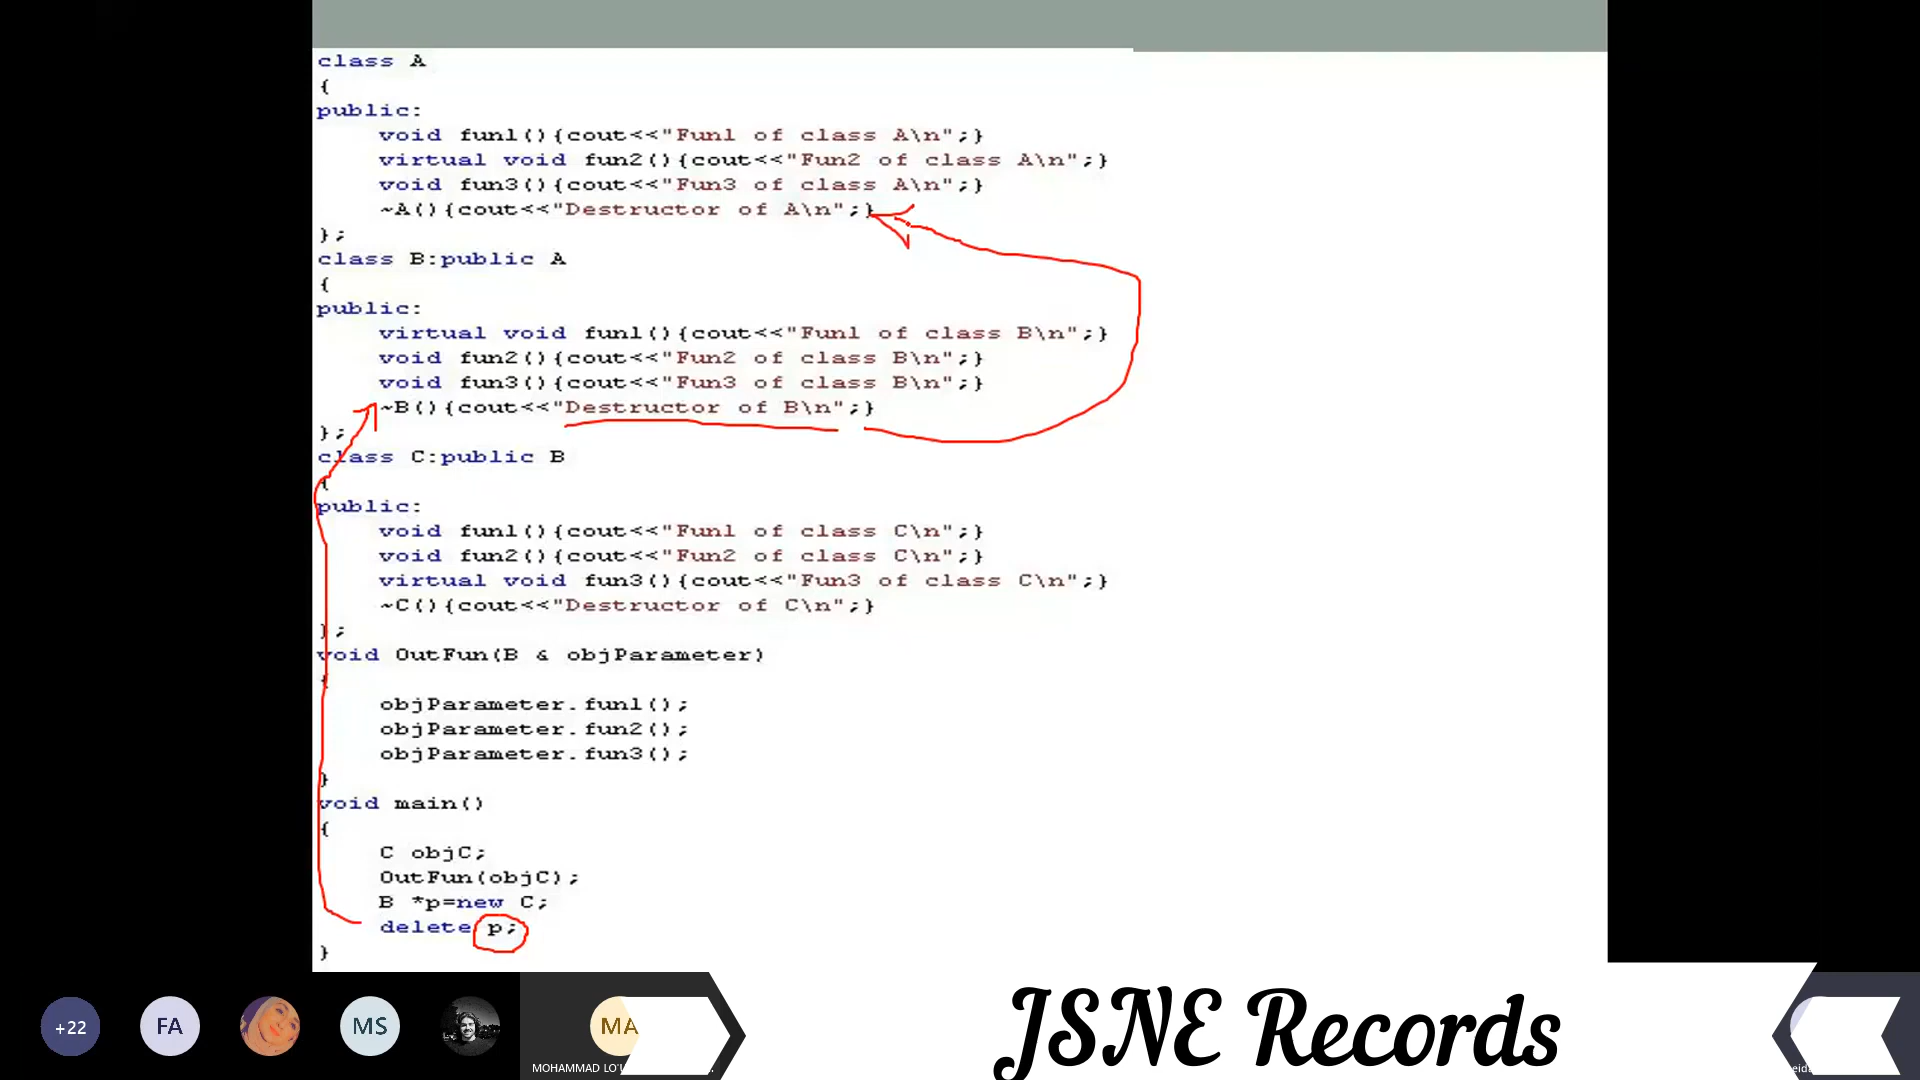 class A
{
public:
void fun1(){cout<<"Fun1 of class A\n";}
virtual void fun2(){cout<<"Fun2 of class A\n";}
void fun3(){cout<<"Fun3 of class A\n";}
~A(){cout<<"Destructor of A\n";}
};
class B:public A
{
public:
virtual void fun1(){cout<<"Fun1 of class B\n";}
void fun2(){cout<<"Fun2 of class B\n";}
void fun3(){cout<<"Fun3 of class B\n";}
~B(){cout<<"Destructor of B\n";}
};
class C:public B
{
public:
void fun1(){cout<<"Fun1 of class C\n";}
void fun2(){cout<<"Fun2 of class C\n";}
virtual void fun3(){cout<<"Fun3 of class C\n";}
~C(){cout<<"Destructor of C\n";}
};
void OutFun(B & objParameter)
{
objParameter.fun1();
objParameter.fun2();
objParameter.fun3();
}
void main()
{
C objC;
OutFun(objC);
B *p=new C;
delete p;
}
+22 FA MS MA
MOHAMMAD
JSNE Records